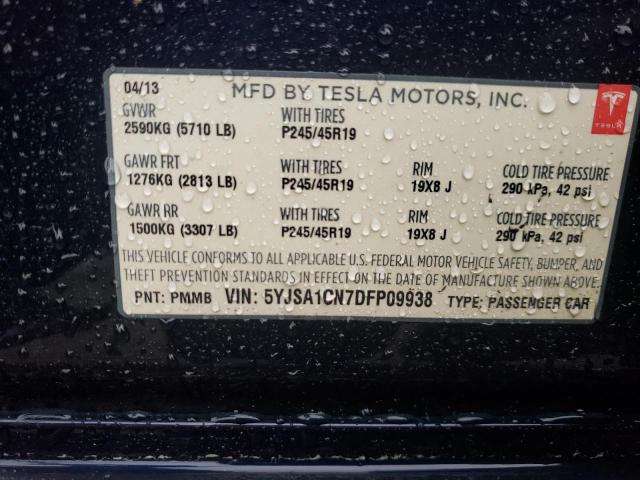 04/13 MFD BY TESLA MOTORS, INC.
GVWR WITH TIRES
2590KG (5710 LB) P245/45R19
TESLA
GAWR FRT WITH TIRES RIM COLD TIRE PRESSURE
1276KG (2813 LB) P245/45R19 19X8 J 290 kPa, 42 psi
GAWR RR WITH TIRES RIM COLD TIRE PRESSURE
1500KG (3307 LB) P245/45R19 19X8 J 290 kPa, 42 psi
THIS VEHICLE CONFORMS TO ALL APPLICABLE U.S. FEDERAL MOTOR VEHICLE SAFETY, BUMPER, AND
THEFT PREVENTION STANDARDS IN EFFECT ON THE DATE OF MANUFACTURE SHOWN ABOVE.
PNT: PMMB VIN: 5YJSA1CN7DFP09938 TYPE: PASSENGER CAR